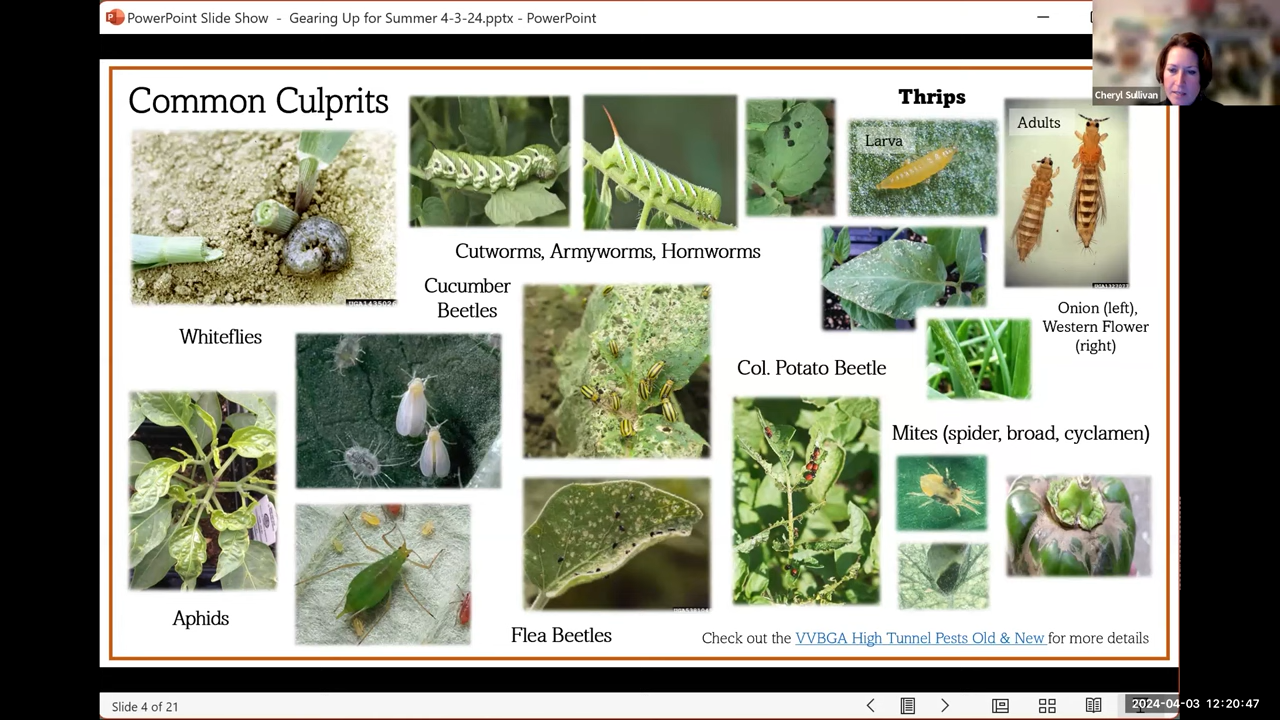 PowerPoint Slide Show - Gearing Up for Summer 4-3-24.pptx - PowerPoint
Cheryl Sullivan
Common Culprits
Thrips
Larva
Adults
Cutworms, Armyworms, Hornworms
Cucumber
Beetles
Onion (left),
Western Flower
(right)
Whiteflies
Col. Potato Beetle
Mites (spider, broad, cyclamen)
Aphids
Flea Beetles
Check out the VVBGA High Tunnel Pests Old & New for more details
Slide 4 of 21
2024-04-03 12:20:47